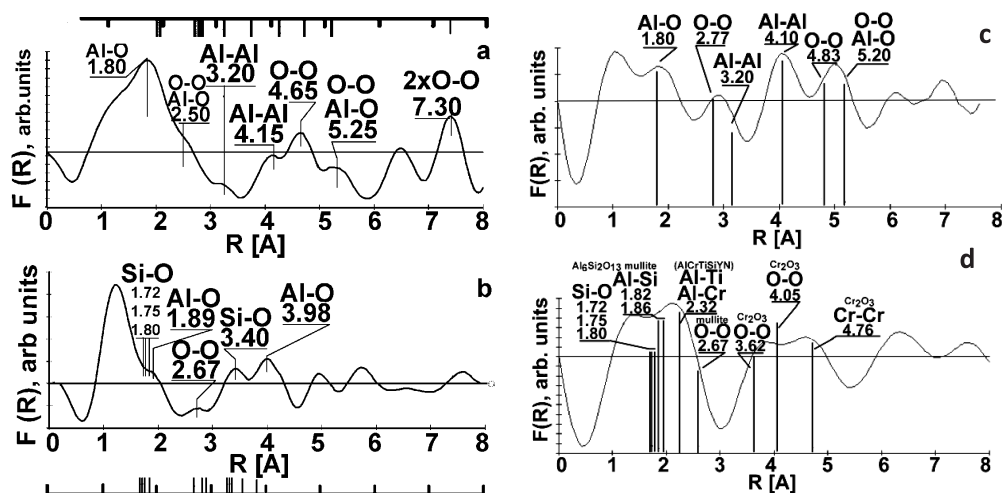 a
Al-O
1.80
O-O
Al-O
2.50
Al-Al
3.20
Al-Al
4.15
O-O
4.65
O-O
Al-O
5.25
2xO-O
7.30
F (R), arb.units
0 1 2 3 4 5 6 7 8
R [A]
b
Si-O
1.72
1.75
1.80
Al-O
1.89
O-O
2.67
Si-O
3.40
Al-O
3.98
F (R), arb units
0 1 2 3 4 5 6 7 8
R [A]
c
Al-O
1.80
O-O
2.77
Al-Al
3.20
Al-Al
4.10
O-O
4.83
O-O
Al-O
5.20
F(R), arb. units
0 1 2 3 4 5 6 7 8
R [A]
d
Al6Si2O13 mullite
Si-O
1.72
1.75
1.80
Al-Si
1.82
1.86
(AlCrTiSiYN)
Al-Ti
Al-Cr
2.32
mullite
O-O
2.67
Cr2O3
O-O
3.62
Cr2O3
O-O
4.05
Cr2O3
Cr-Cr
4.76
F(R), arb. units
0 1 2 3 4 5 6 7 8
R [A]